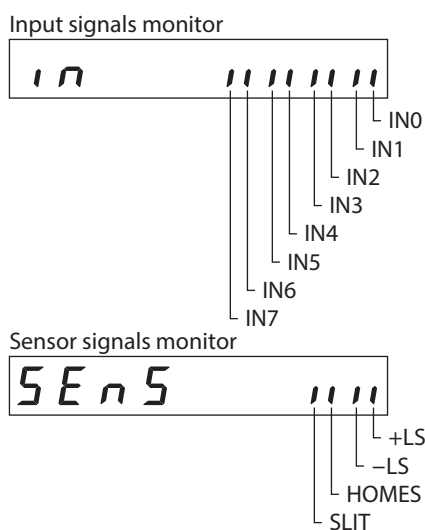 Input signals monitor
in
IN0
IN1
IN2
IN3
IN4
IN5
IN6
IN7
Sensor signals monitor
SEnS
+LS
−LS
HOMES
SLIT